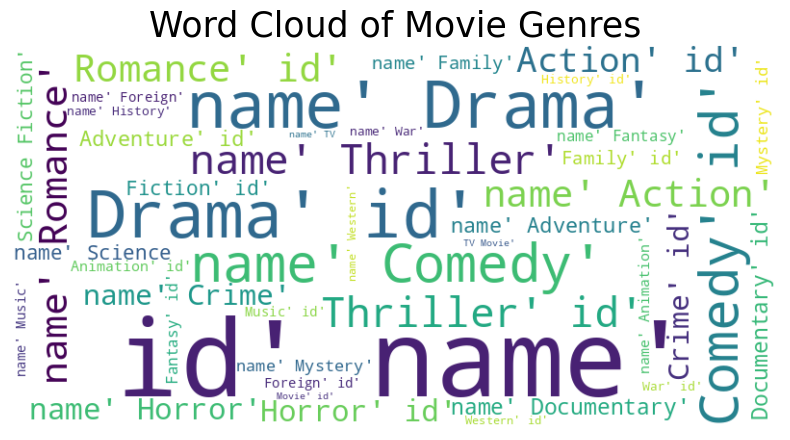 Word Cloud of Movie Genres
Romance' id'
name' Family'
Action' id'
History' id'
name' Foreign'
name' History'
name' Drama'
Adventure' id'
name' TV
name' War'
name' Fantasy'
Mystery' id'
Science Fiction'
name' Romance'
name' Thriller'
Family' id'
Fiction' id'
name' Action'
Drama' id'
name' Western'
name' Adventure'
TV Movie'
name' Science
Animation' id'
name' Comedy'
Comedy' id'
Crime' id'
Documentary' id'
name' Animation'
name' Music'
name' Crime'
Fantasy' id'
Music' id'
Thriller' id'
id' name'
name' Mystery'
Foreign' id'
Movie' id'
War' id'
name' Horror'
Horror' id'
name' Documentary'
Western' id'